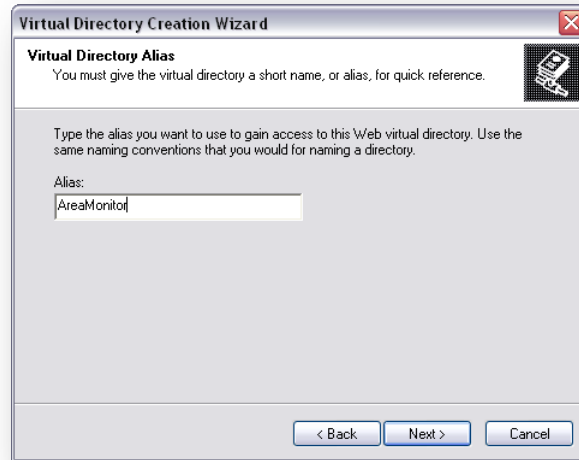 Virtual Directory Creation Wizard
Virtual Directory Alias
You must give the virtual directory a short name, or alias, for quick reference.
Type the alias you want to use to gain access to this Web virtual directory. Use the
same naming conventions that you would for naming a directory.
Alias:
AreaMonitor
< Back Next > Cancel